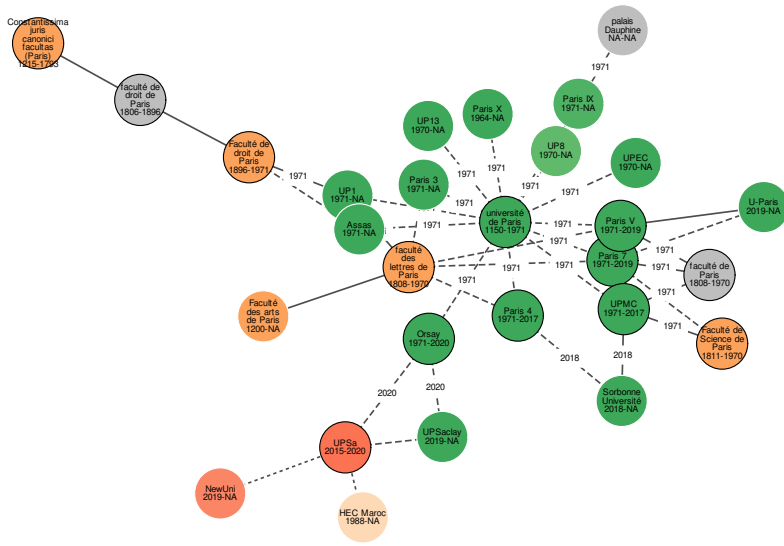 Constantissima
juris
canonici
facultas
(Paris)
1215-1793
faculté de
droit de
Paris
1806-1896
Faculté de
droit de
Paris
1896-1971
palais
Dauphine
NA-NA
1971
Paris IX
1971-NA
Paris X
1964-NA
UP13
1970-NA
UP8
1970-NA
UPEC
1970-NA
1971
1971
1971
1971
1971
Paris 3
1971-NA
UP1
1971-NA
1971
1971
Assas
1971-NA
1971
université
de Paris
1150-1971
1971
Paris V
1971-2019
U-Paris
2019-NA
1971
1971
1971
1971
1971
1971
1971
faculté
des
lettres de
Paris
1808-1970
Paris 7
1971-2019
faculté de
Paris
1808-1970
1971
1971
1971
Faculté
des arts
de Paris
1200-NA
Paris 4
1971-2017
UPMC
1971-2017
1971
Faculté de
Science de
Paris
1811-1970
Orsay
1971-2020
2018
2018
2020
2020
Sorbonne
Université
2018-NA
UPSa
2015-2020
UPSaclay
2019-NA
NewUni
2019-NA
HEC Maroc
1988-NA